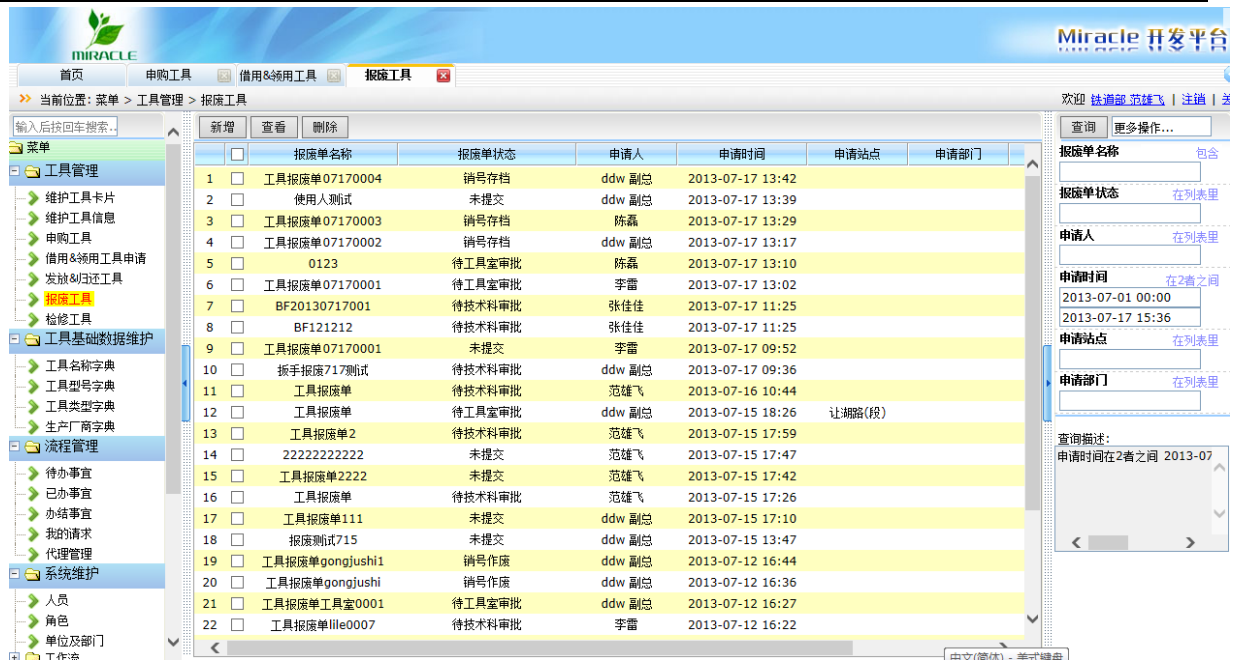 MIRACLE
Miracle 开发平台
首页 申购工具 借用&领用工具 报废工具
当前位置: 菜单 > 工具管理 > 报废工具
欢迎 铁道部 范雄飞 | 注销 |
输入后按回车搜索..
新增 查看 删除
查询 更多操作...
菜单
工具管理
维护工具卡片
维护工具信息
申购工具
借用&领用工具申请
发放&归还工具
报废工具
检修工具
工具基础数据维护
工具名称字典
工具型号字典
工具类型字典
生产厂商字典
流程管理
待办事宜
已办事宜
办结事宜
我的请求
代理管理
系统维护
人员
角色
单位及部门
工作流
报废单名称 报废单状态 申请人 申请时间 申请站点 申请部门
1 工具报废单07170004 销号存档 ddw 副总 2013-07-17 13:42
2 使用人测试 未提交 ddw 副总 2013-07-17 13:39
3 工具报废单07170003 销号存档 陈磊 2013-07-17 13:29
4 工具报废单07170002 销号存档 ddw 副总 2013-07-17 13:17
5 0123 待工具室审批 陈磊 2013-07-17 13:10
6 工具报废单07170001 待工具室审批 李雷 2013-07-17 13:02
7 BF20130717001 待技术科审批 张佳佳 2013-07-17 11:25
8 BF121212 待技术科审批 张佳佳 2013-07-17 11:25
9 工具报废单07170001 未提交 李雷 2013-07-17 09:52
10 扳手报废717测试 待技术科审批 ddw 副总 2013-07-17 09:36
11 工具报废单 待技术科审批 范雄飞 2013-07-16 10:44
12 工具报废单 待工具室审批 ddw 副总 2013-07-15 18:26 让湖路(段)
13 工具报废单2 待技术科审批 范雄飞 2013-07-15 17:59
14 22222222222 未提交 范雄飞 2013-07-15 17:47
15 工具报废单2222 未提交 范雄飞 2013-07-15 17:42
16 工具报废单 待技术科审批 范雄飞 2013-07-15 17:26
17 工具报废单111 未提交 ddw 副总 2013-07-15 17:10
18 报废测试715 未提交 ddw 副总 2013-07-15 13:47
19 工具报废单gongjushi1 销号作废 ddw 副总 2013-07-12 16:44
20 工具报废单gongjushi 销号作废 ddw 副总 2013-07-12 16:36
21 工具报废单工具室0001 待工具室审批 ddw 副总 2013-07-12 16:27
22 工具报废单lile0007 待技术科审批 李雷 2013-07-12 16:22
报废单名称 包含
报废单状态 在列表里
申请人 在列表里
申请时间 在2者之间
2013-07-01 00:00
2013-07-17 15:36
申请站点 在列表里
申请部门 在列表里
查询描述:
申请时间在2者之间 2013-07
中文(简体) - 美式键盘